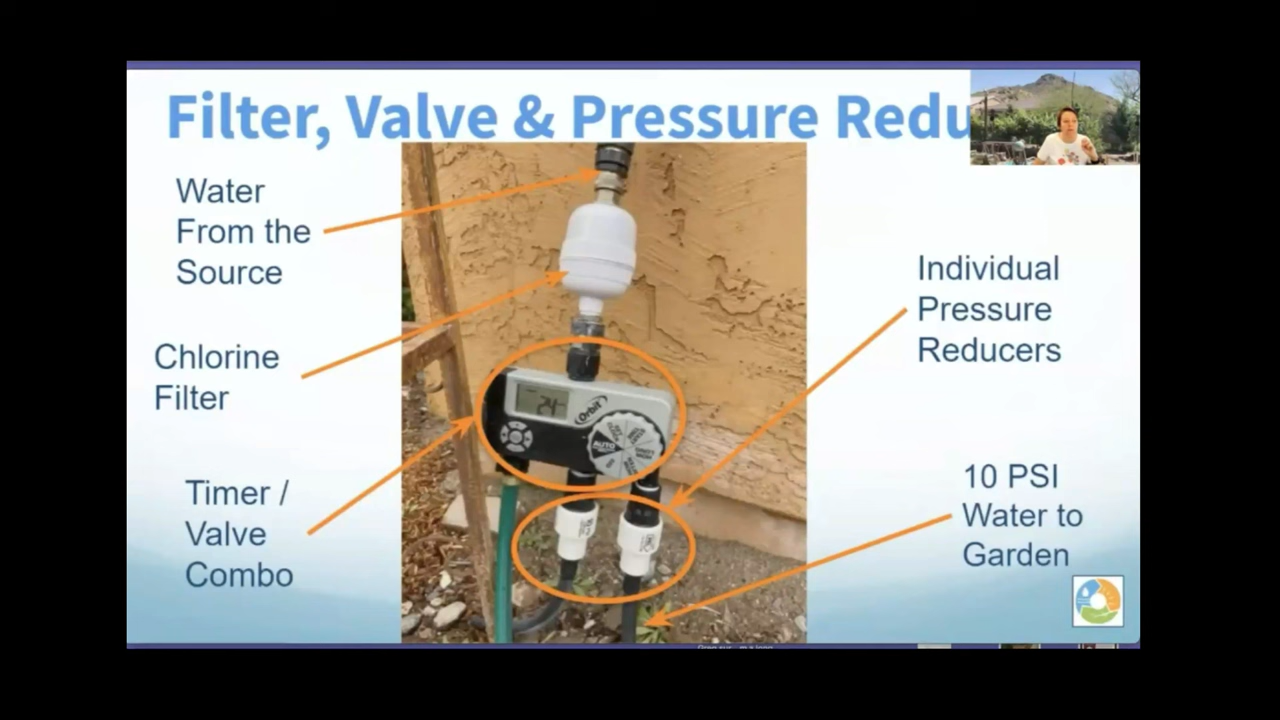 Filter, Valve & Pressure Redu
Water
From the
Source
Chlorine
Filter
Timer /
Valve
Combo
Individual
Pressure
Reducers
10 PSI
Water to
Garden
24
Orbit
AUTO